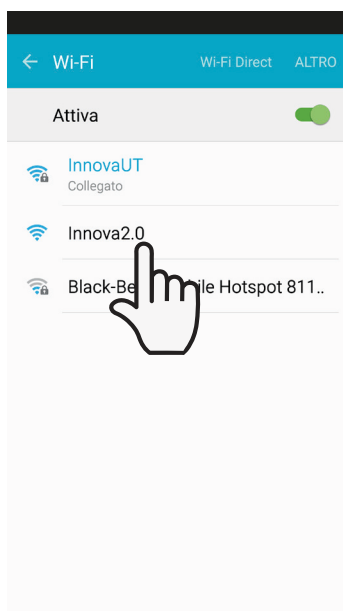 Wi-Fi Wi-Fi Direct ALTRO
Attiva
InnovaUT
Collegato
Innova2.0
Black-Be ile Hotspot 811..